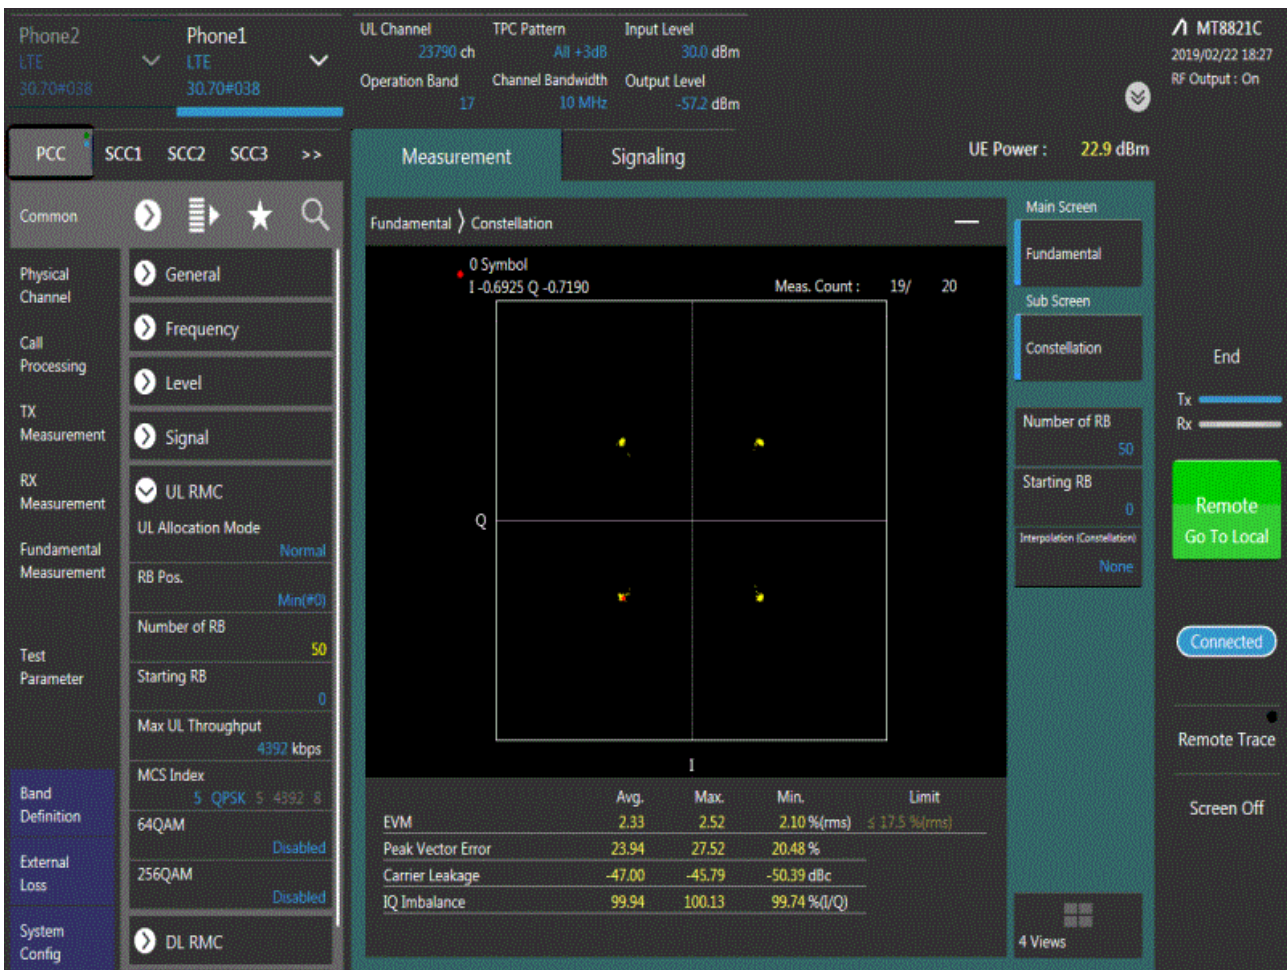 Phone2
LTE
30.70#038
Phone1
LTE
30.70#038
UL Channel
23790 ch
TPC Pattern
All +3dB
Input Level
30.0 dBm
Operation Band
17
Channel Bandwidth
10 MHz
Output Level
-57.2 dBm
MT8821C
2019/02/22 18:27
RF Output : On
PCC SCC1 SCC2 SCC3 >>
Measurement
Signaling
UE Power : 22.9 dBm
Common
Physical
Channel
Call
Processing
TX
Measurement
RX
Measurement
Fundamental
Measurement
Test
Parameter
Band
Definition
External
Loss
System
Config
General
Frequency
Level
Signal
UL RMC
UL Allocation Mode
Normal
RB Pos.
Min(#0)
Number of RB
50
Starting RB
0
Max UL Throughput
4392 kbps
MCS Index
5 QPSK 5 4392 8
64QAM
Disabled
256QAM
Disabled
DL RMC
Fundamental 〉 Constellation
0 Symbol
I -0.6925 Q -0.7190
Meas. Count : 19/ 20
Q
I
Avg. Max. Min. Limit
EVM 2.33 2.52 2.10 %(rms) ≤ 17.5 %(rms)
Peak Vector Error 23.94 27.52 20.48 %
Carrier Leakage -47.00 -45.79 -50.39 dBc
IQ Imbalance 99.94 100.13 99.74 %(I/Q)
Main Screen
Fundamental
Sub Screen
Constellation
Number of RB
50
Starting RB
0
Interpolation (Constellation)
None
4 Views
End
Tx
Rx
Remote
Go To Local
Connected
Remote Trace
Screen Off